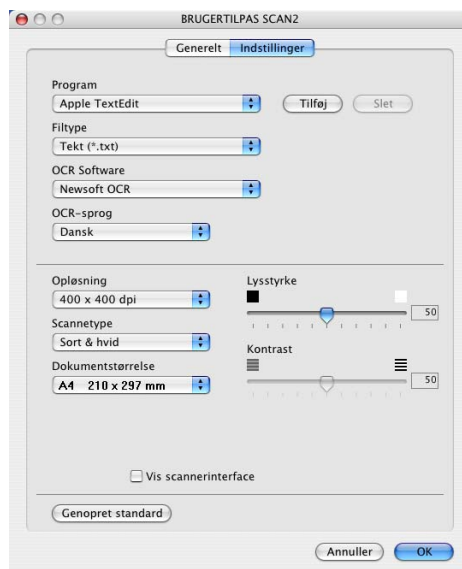 BRUGERTILPAS SCAN2
Generelt Indstillinger
Program
Apple TextEdit Tilføj Slet
Filtype
Tekt (*.txt)
OCR Software
Newsoft OCR
OCR-sprog
Dansk
Opløsning Lysstyrke
400 x 400 dpi 50
Scannetype
Sort & hvid Kontrast
Dokumentstørrelse 50
A4 210 x 297 mm
Vis scannerinterface
Genopret standard
Annuller OK